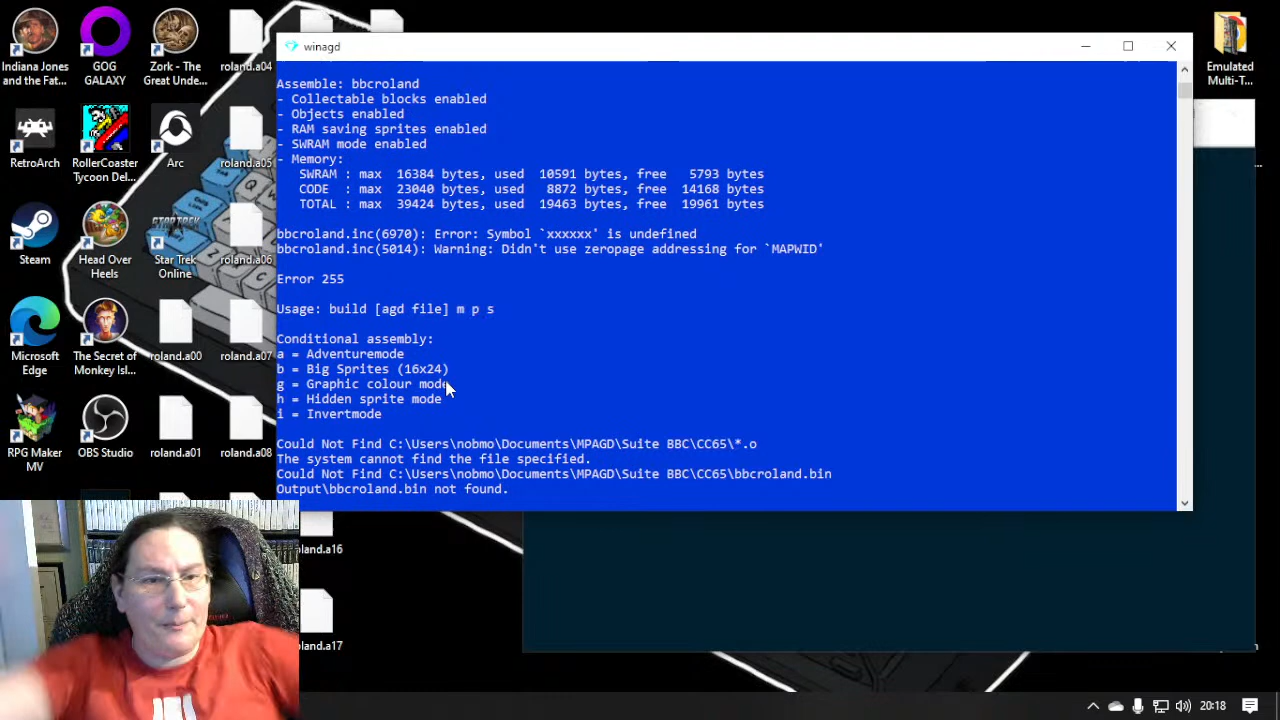 winagd
Assemble: bbcroland
- Collectable blocks enabled
- Objects enabled
- RAM saving sprites enabled
- SWRAM mode enabled
- Memory:
SWRAM : max 16384 bytes, used 10591 bytes, free 5793 bytes
CODE : max 23040 bytes, used 8872 bytes, free 14168 bytes
TOTAL : max 39424 bytes, used 19463 bytes, free 19961 bytes
bbcroland.inc(6970): Error: Symbol `xxxxxx' is undefined
bbcroland.inc(5014): Warning: Didn't use zeropage addressing for `MAPWID'
Error 255
Usage: build [agd file] m p s
Conditional assembly:
a = Adventuremode
b = Big Sprites (16x24)
g = Graphic colour mode
h = Hidden sprite mode
i = Invertmode
Could Not Find C:\Users\nobmo\Documents\MPAGD\Suite BBC\CC65\*.o
The system cannot find the file specified.
Could Not Find C:\Users\nobmo\Documents\MPAGD\Suite BBC\CC65\bbcroland.bin
Output\bbcroland.bin not found.
Indiana Jones
and the Fat...
GOG
GALAXY
Zork - The
Great Unde...
roland.a04
RetroArch
RollerCoaster
Tycoon Del...
Arc
roland.a05
Steam
Head Over
Heels
STAR TREK
Star Trek
Online
roland.a06
Microsoft
Edge
The Secret of
Monkey Isl...
roland.a00
roland.a07
RPG Maker
MV
OBS Studio
roland.a01
roland.a08
oland.a16
oland.a17
Emulated
Multi-T...
20:18